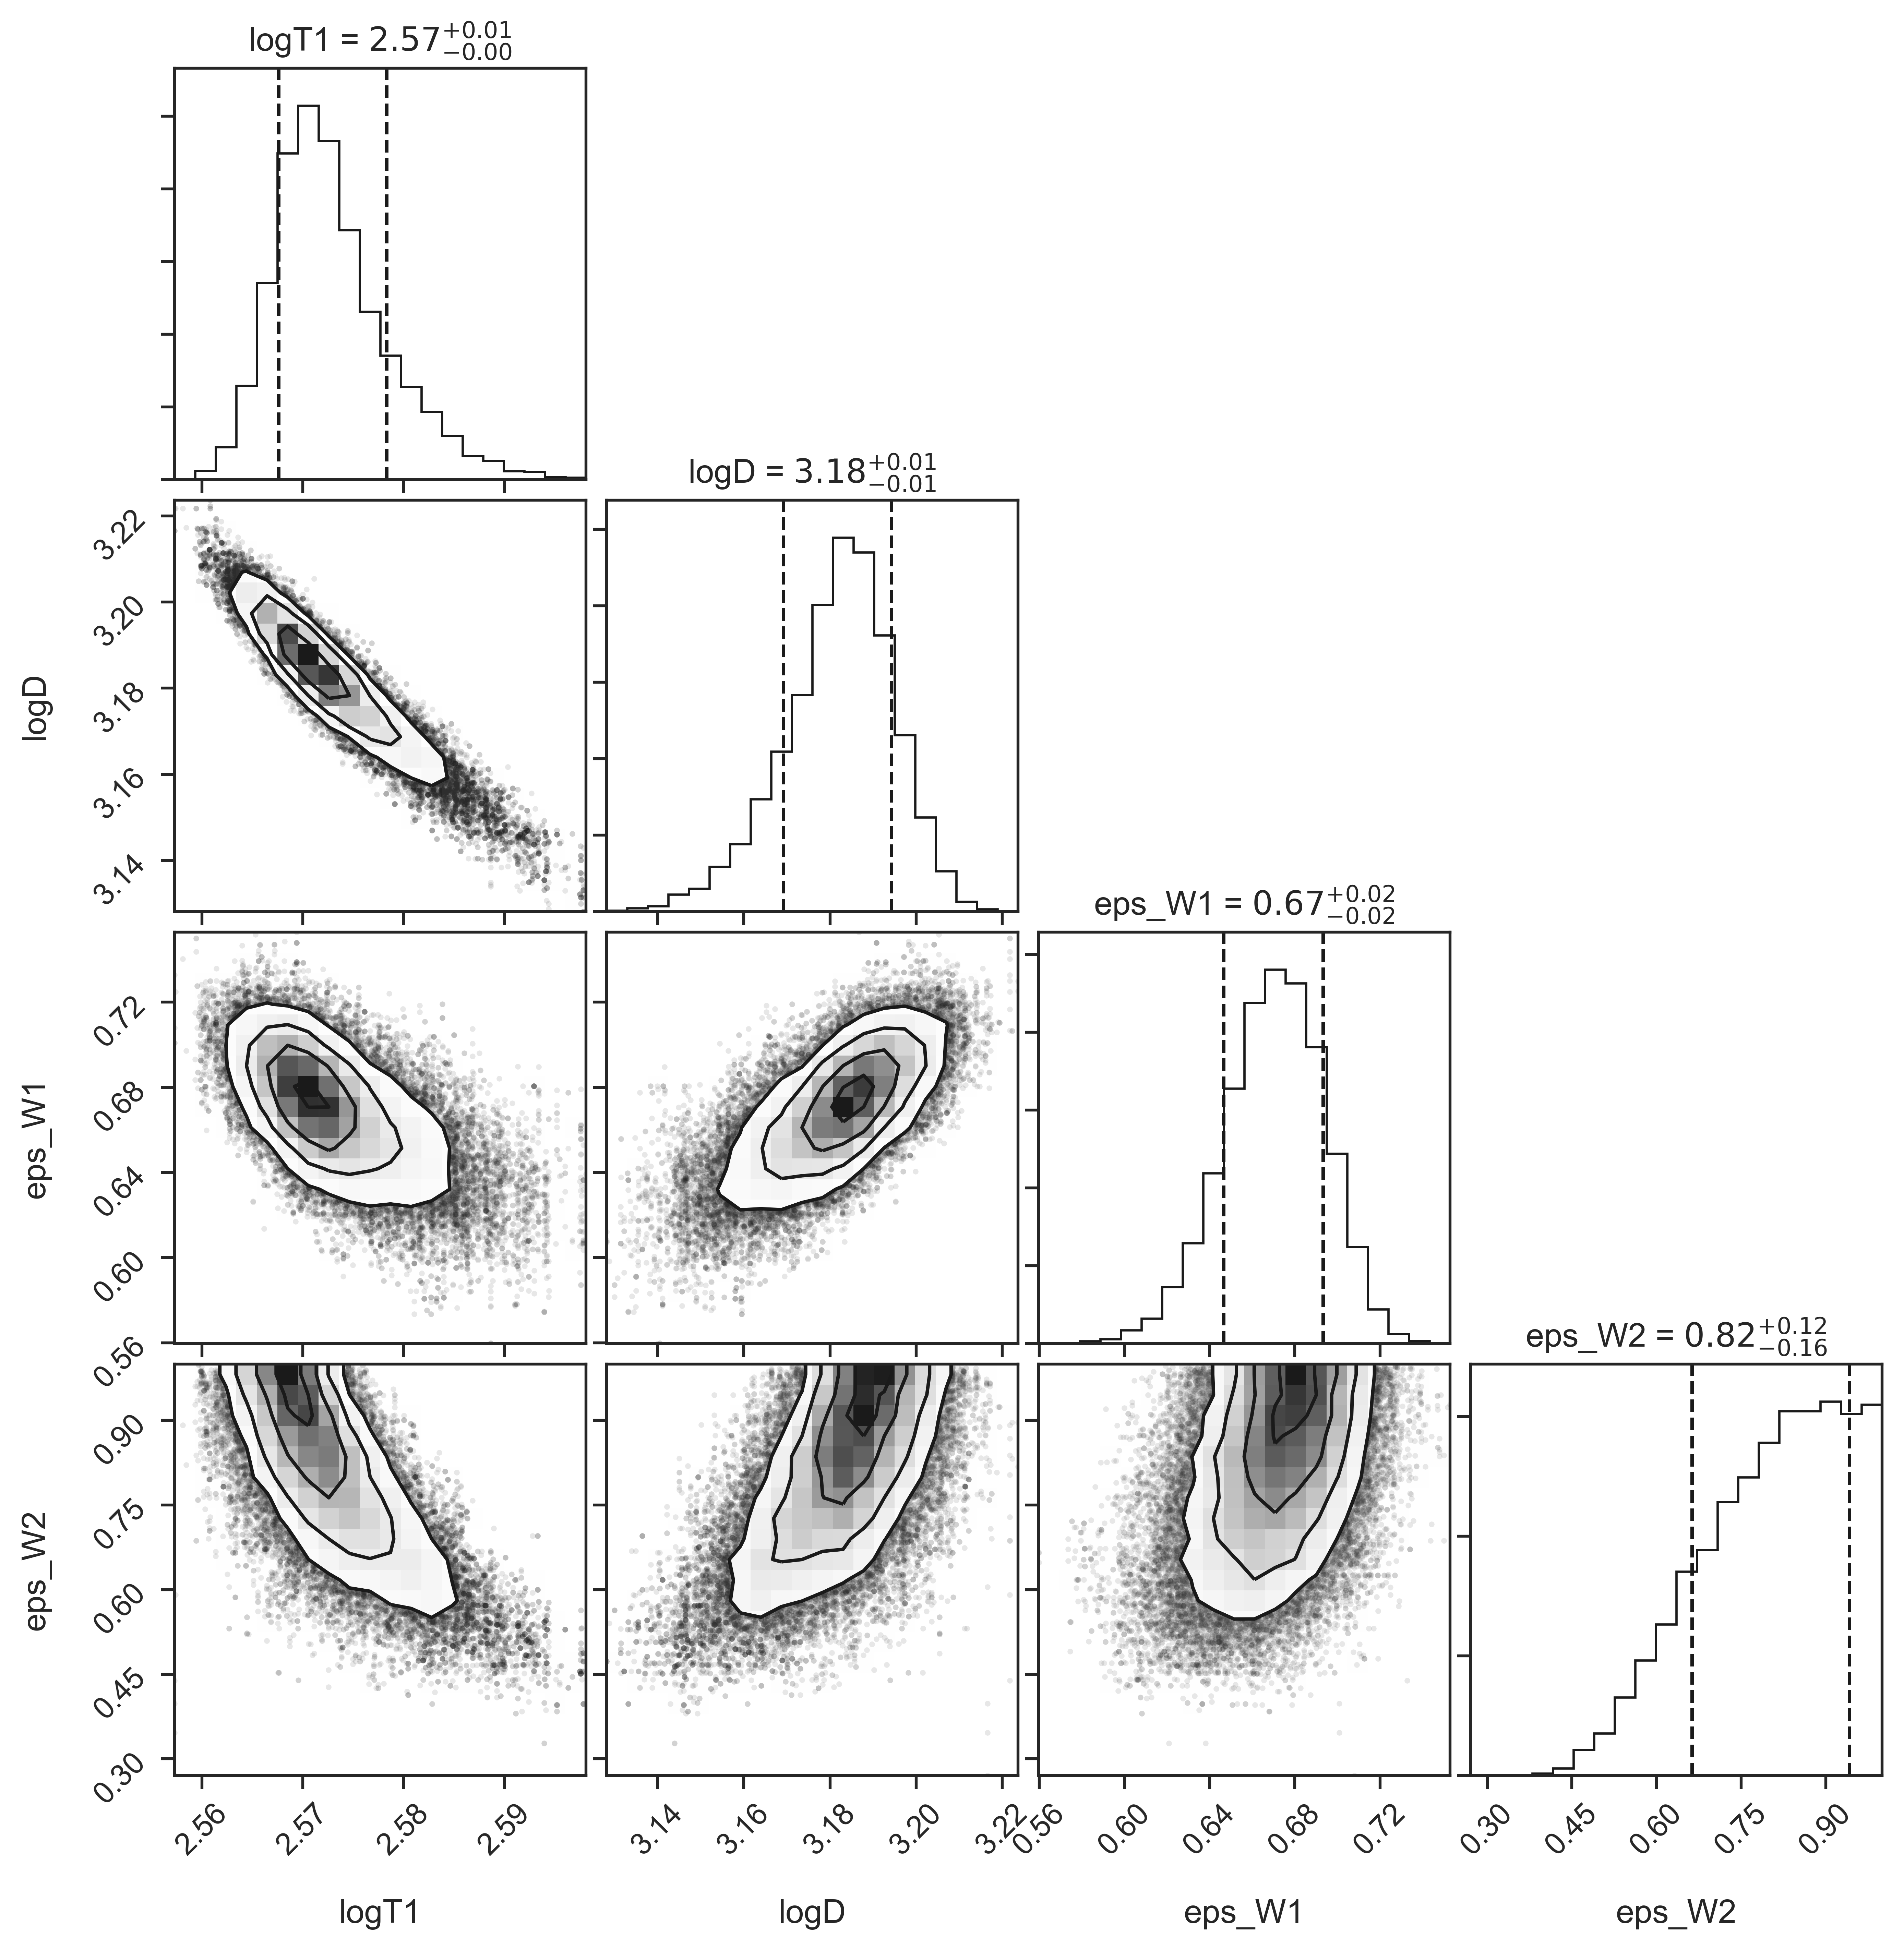 logT1 = 2.57+0.01−0.00
logD = 3.18+0.01−0.01
3.22
3.20
3.18
3.16
3.14
logD
eps_W1 = 0.67+0.02−0.02
0.72
0.68
0.64
0.60
0.56
eps_W1
eps_W2 = 0.82+0.12−0.16
0.90
0.75
0.60
0.45
0.30
eps_W2
2.56 2.57 2.58 2.59
3.14 3.16 3.18 3.20 3.22
0.56 0.60 0.64 0.68 0.72
0.30 0.45 0.60 0.75 0.90
logT1 logD eps_W1 eps_W2